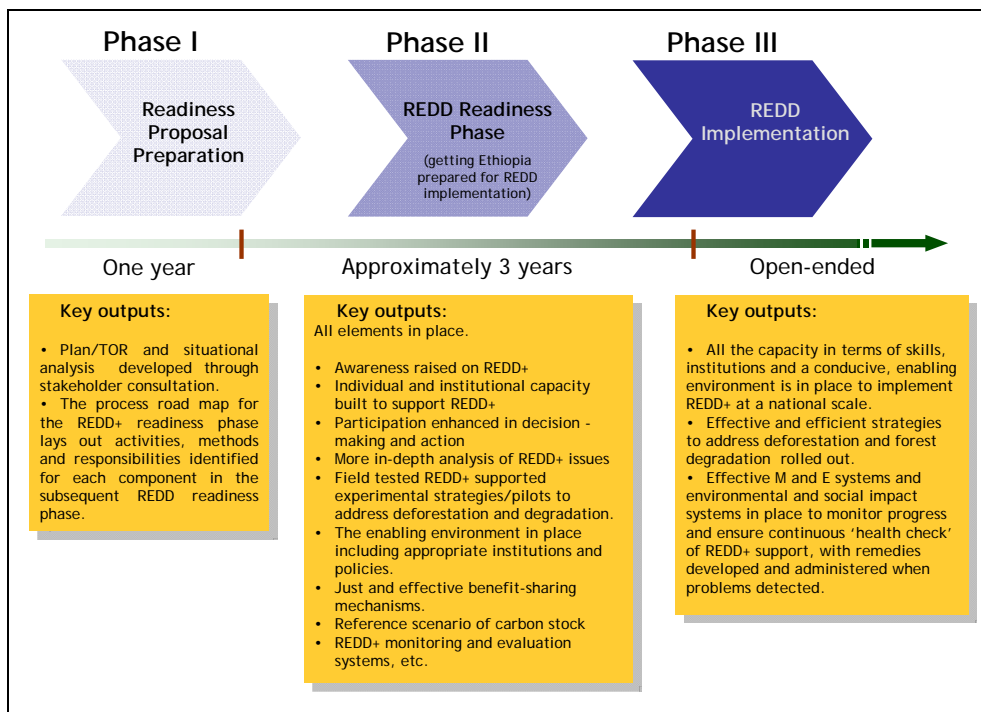 Phase I
Phase II
Phase III
Readiness
Proposal
Preparation
REDD Readiness
Phase
(getting Ethiopia
prepared for REDD
implementation)
REDD
Implementation
One year
Approximately 3 years
Open-ended
Key outputs:
• Plan/TOR and situational
analysis developed through
stakeholder consultation.
• The process road map for
the REDD+ readiness phase
lays out activities, methods
and responsibilities identified
for each component in the
subsequent REDD readiness
phase.
Key outputs:
All elements in place.
• Awareness raised on REDD+
• Individual and institutional capacity
built to support REDD+
• Participation enhanced in decision -
making and action
• More in-depth analysis of REDD+ issues
• Field tested REDD+ supported
experimental strategies/pilots to
address deforestation and degradation.
• The enabling environment in place
including appropriate institutions and
policies.
• Just and effective benefit-sharing
mechanisms.
• Reference scenario of carbon stock
• REDD+ monitoring and evaluation
systems, etc.
Key outputs:
• All the capacity in terms of skills,
institutions and a conducive, enabling
environment is in place to implement
REDD+ at a national scale.
• Effective and efficient strategies
to address deforestation and forest
degradation rolled out.
• Effective M and E systems and
environmental and social impact
systems in place to monitor progress
and ensure continuous ‘health check’
of REDD+ support, with remedies
developed and administered when
problems detected.